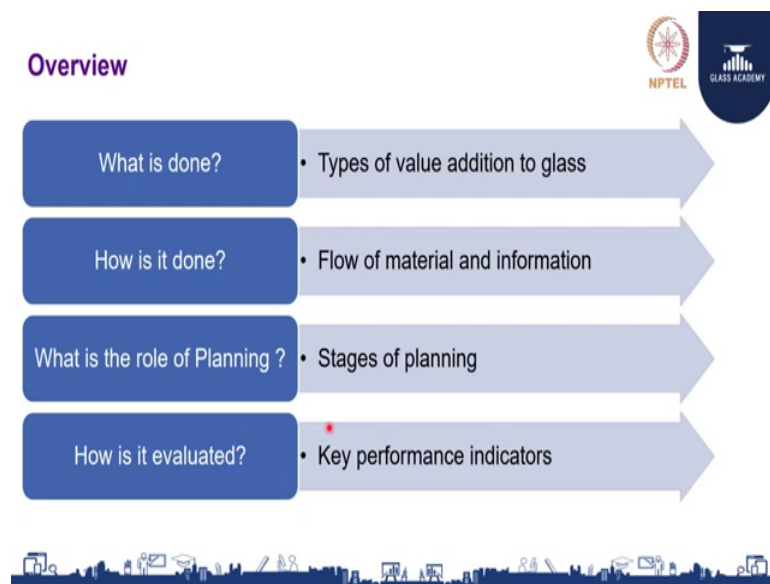 Overview
NPTEL
GLASS ACADEMY
What is done?
• Types of value addition to glass
How is it done?
• Flow of material and information
What is the role of Planning ?
• Stages of planning
How is it evaluated?
• Key performance indicators